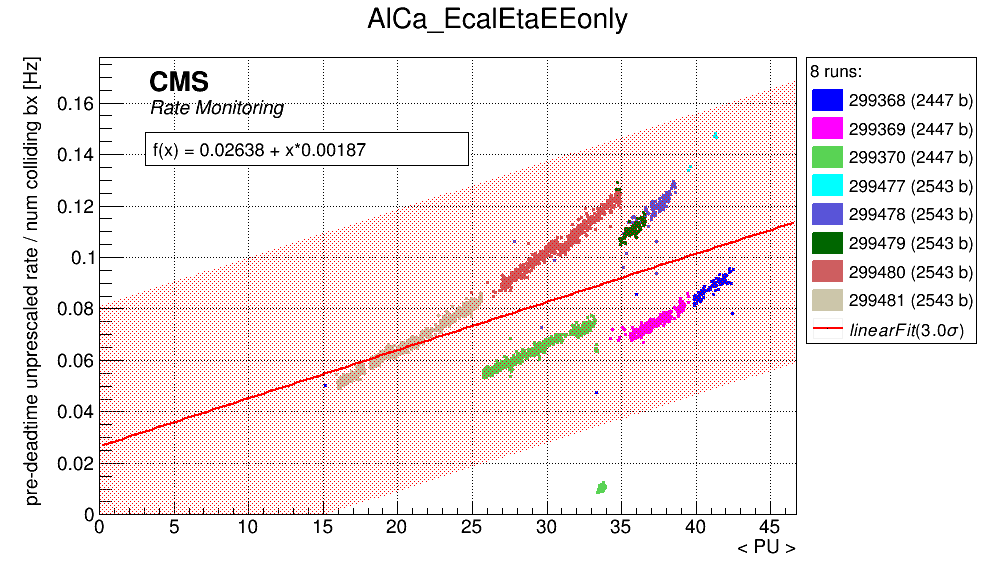 AlCa_EcalEtaEEonly
pre-deadtime unprescaled rate / num colliding bx [Hz]
CMS
Rate Monitoring
f(x) = 0.02638 + x*0.00187
0.16
0.14
0.12
0.1
0.08
0.06
0.04
0.02
0
0 5 10 15 20 25 30 35 40 45
< PU >
8 runs:
299368 (2447 b)
299369 (2447 b)
299370 (2447 b)
299477 (2543 b)
299478 (2543 b)
299479 (2543 b)
299480 (2543 b)
299481 (2543 b)
linearFit(3.0σ)